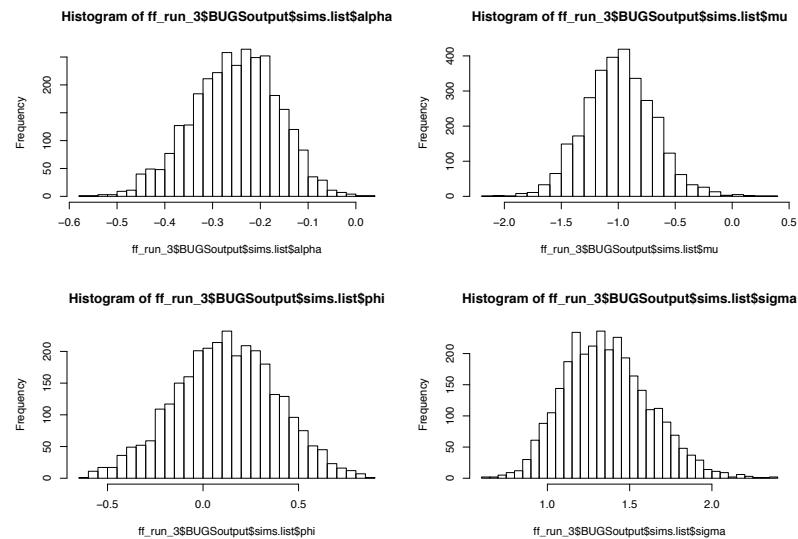 Histogram of ff_run_3$BUGSoutput$sims.list$alpha
Frequency
0
50
100
200
−0.6 −0.5 −0.4 −0.3 −0.2 −0.1 0.0
ff_run_3$BUGSoutput$sims.list$alpha
Histogram of ff_run_3$BUGSoutput$sims.list$mu
Frequency
0 100 200 300 400
−2.0 −1.5 −1.0 −0.5 0.0 0.5
ff_run_3$BUGSoutput$sims.list$mu
Histogram of ff_run_3$BUGSoutput$sims.list$phi
Frequency
0 50 100 150 200
−0.5 0.0 0.5
ff_run_3$BUGSoutput$sims.list$phi
Histogram of ff_run_3$BUGSoutput$sims.list$sigma
Frequency
0 50 100 150 200
1.0 1.5 2.0
ff_run_3$BUGSoutput$sims.list$sigma